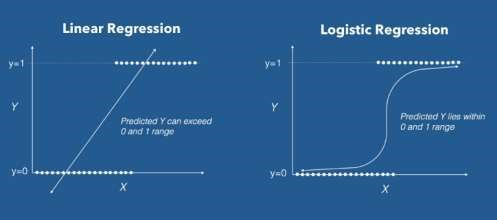 Linear Regression
y=1
Y
Predicted Y can exceed
0 and 1 range
y=0
X
Logistic Regression
y=1
Y
Predicted Y lies within
0 and 1 range
y=0
X